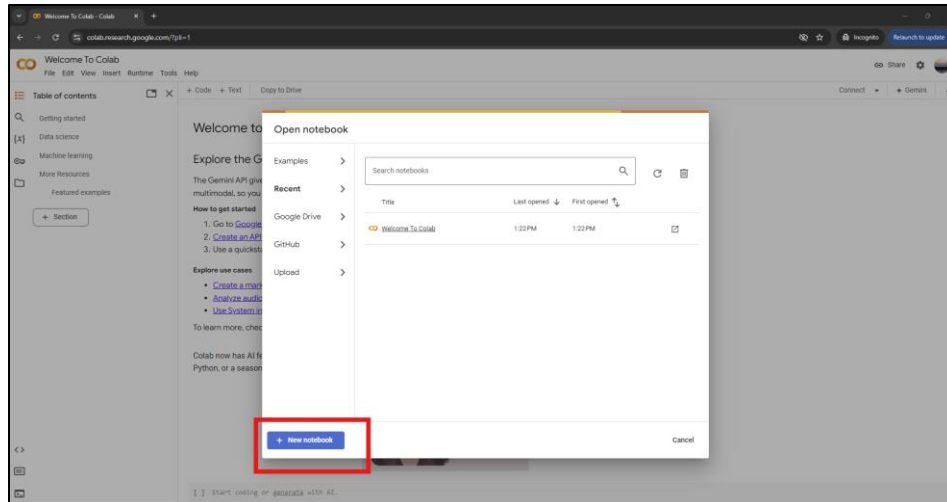 Welcome To Colab - Colab
colab.research.google.com/?pli=1
Incognito
Relaunch to update
Welcome To Colab
File Edit View Insert Runtime Tools Help
Share
Table of contents
+ Code + Text Copy to Drive
Connect
Gemini
Getting started
Data science
Machine learning
More Resources
Featured examples
+ Section
Welcome to
Explore the G
The Gemini API give
multimodal, so you
How to get started
1. Go to Google
2. Create an API
3. Use a quicksta
Explore use cases
Create a mark
Analyze audio
Use System in
To learn more, chec
Colab now has AI fe
Python, or a season
Open notebook
Examples
Recent
Google Drive
GitHub
Upload
Search notebooks
Title Last opened First opened
Welcome To Colab 1:22 PM 1:22 PM
+ New notebook
Cancel
[ ] Start coding or generate with AI.